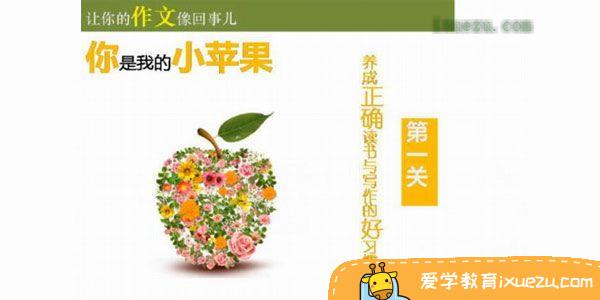 让你的作文像回事儿
你是我的小苹果
养成正确读书与写作的好习
第一关
爱学教育ixuezu.com